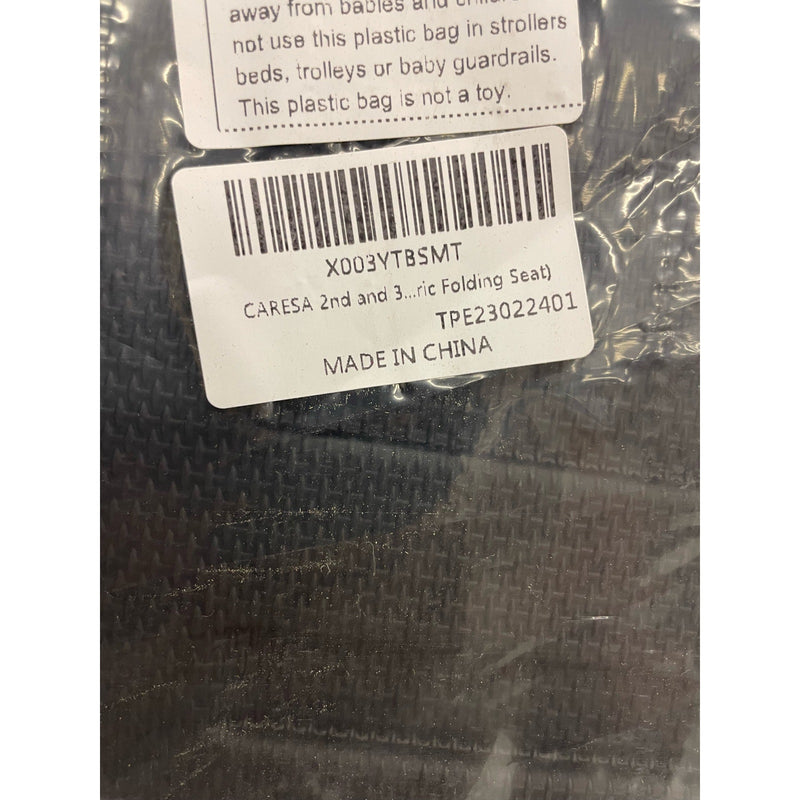 away from babies and
not use this plastic bag in strollers
beds, trolleys or baby guardrails.
This plastic bag is not a toy.
X003YTBSMT
CARESA 2nd and 3...ric Folding Seat)
TPE23022401
MADE IN CHINA